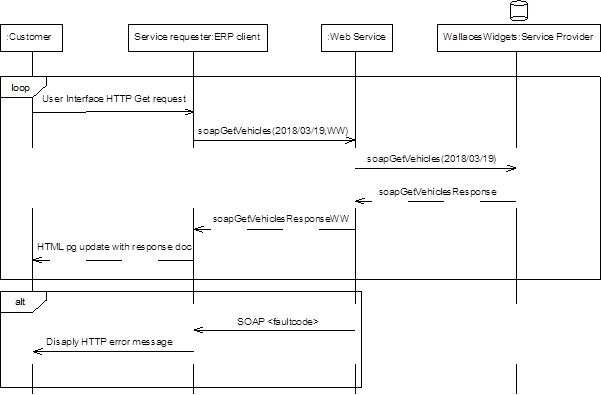 :Customer
Service requester:ERP client
:Web Service
WallacesWidgets:Service Provider
loop
User Interface HTTP Get request
soapGetVehicles(2018/03/19,WW)
soapGetVehicles(2018/03/19)
soapGetVehiclesResponse
soapGetVehiclesResponseWW
HTML pg update with response doc
alt
SOAP <faultcode>
Disaply HTTP error message